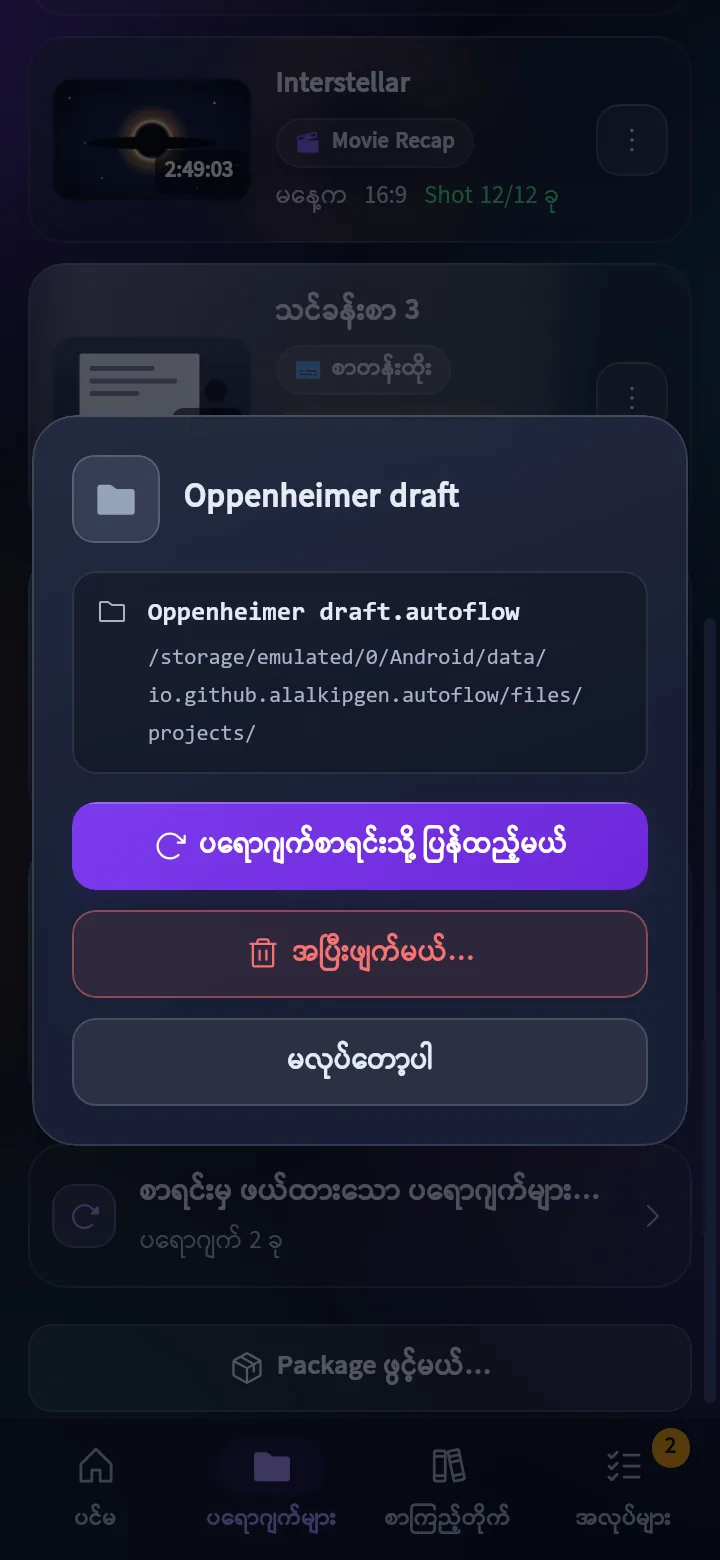 Interstellar
Movie Recap
2:49:03
မနေ့က 16:9 Shot 12/12 ခု
သင်ခန်းစာ 3
စာတန်းထိုး
Oppenheimer draft
Oppenheimer draft.autoflow
/storage/emulated/0/Android/data/
io.github.alalkipgen.autoflow/files/
projects/
ပရောဂျက်စာရင်းသို့ ပြန်ထည့်မယ်
အပြီးဖျက်မယ်...
မလုပ်တော့ပါ
စာရင်းမှ ဖယ်ထားသော ပရောဂျက်များ...
ပရောဂျက် 2 ခု
Package ဖွင့်မယ်...
2
ပင်မ ပရောဂျက်များ စာကြည့်တိုက် အလုပ်များ